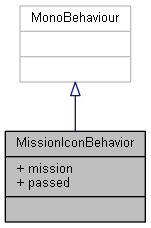 MonoBehaviour
MissionIconBehavior
+ mission
+ passed